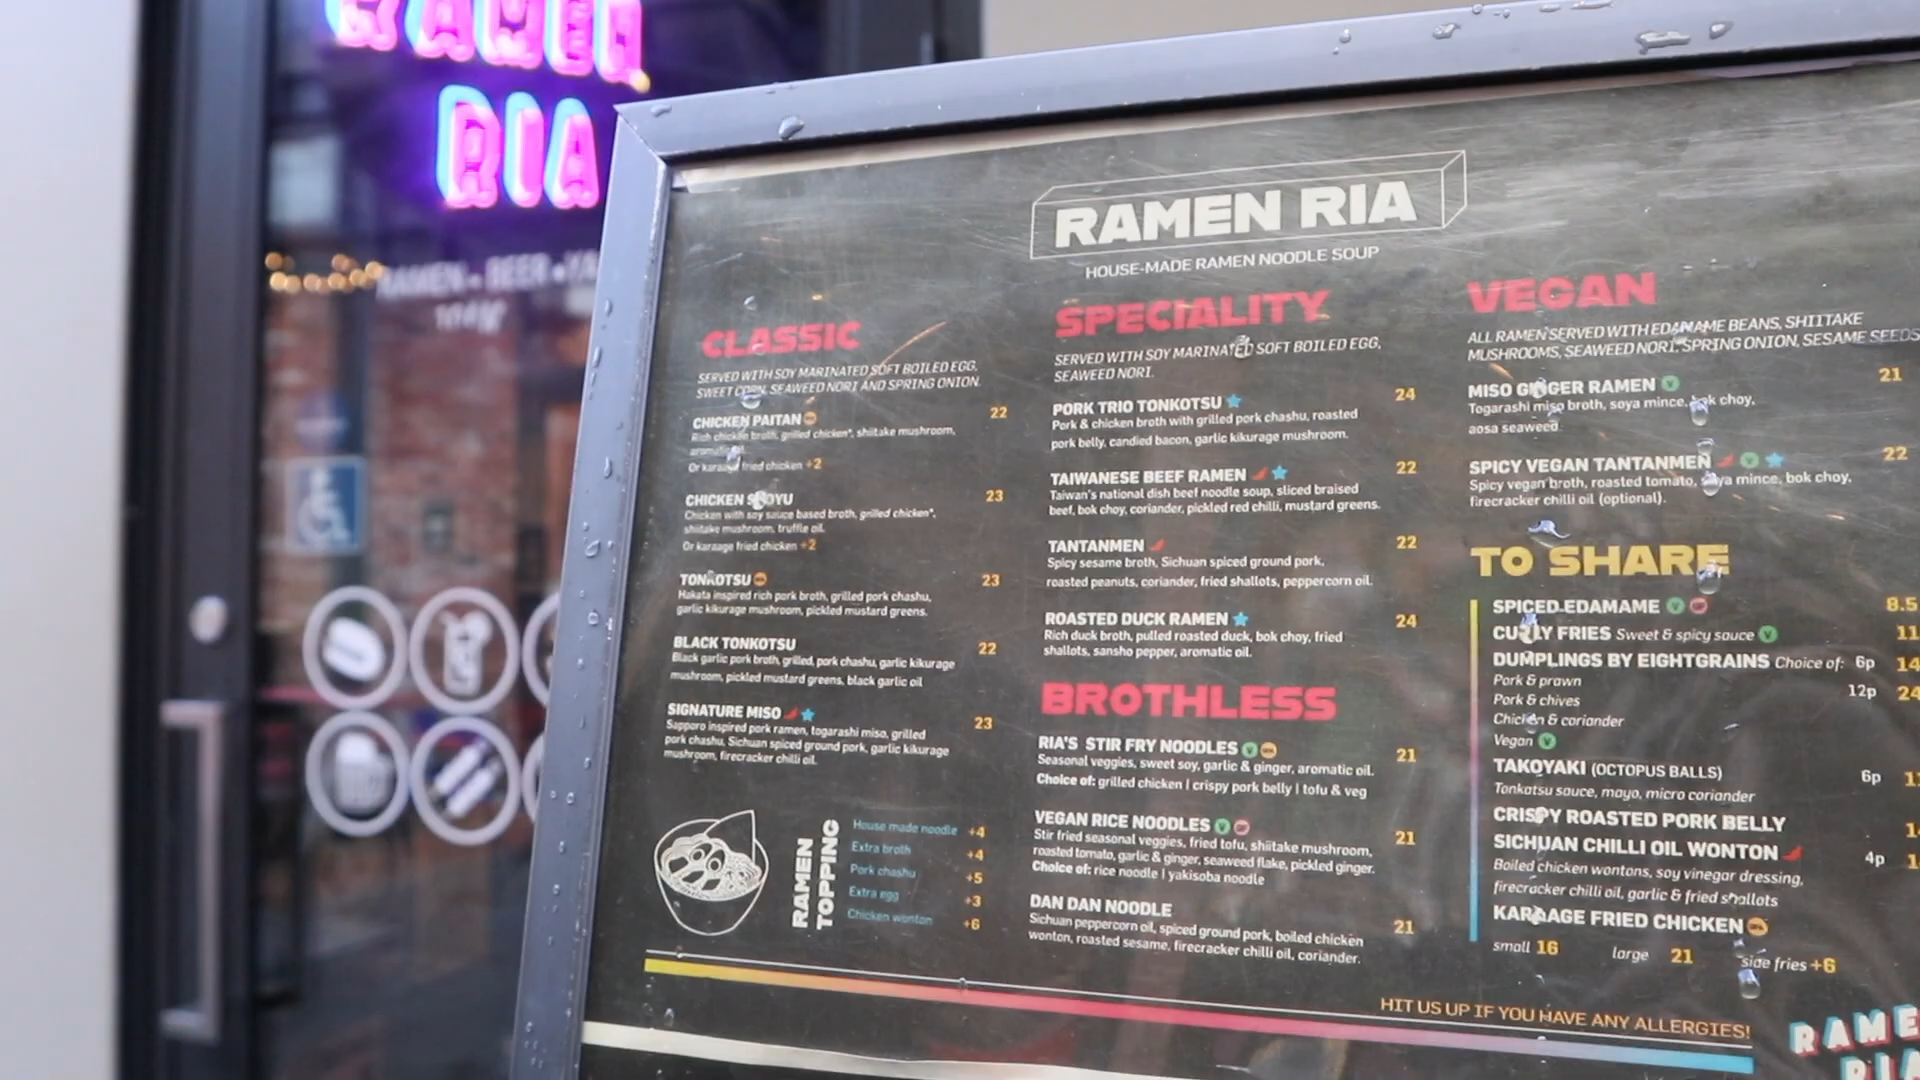 RAMEN
RIA
RAMEN • BEER •
RAMEN RIA
HOUSE-MADE RAMEN NOODLE SOUP
CLASSIC
SERVED WITH SOY MARINATED SOFT BOILED EGG,
SWEET CORN, SEAWEED NORI AND SPRING ONION.
CHICKEN PAITAN 22
Rich chicken broth, grilled chicken*, shiitake mushroom,
aromatic oil.
Or karaage fried chicken +2
CHICKEN SHOYU 23
Chicken with soy sauce based broth, grilled chicken*,
shiitake mushroom, truffle oil.
Or karaage fried chicken +2
TONKOTSU 23
Hakata inspired rich pork broth, grilled pork chashu,
garlic kikurage mushroom, pickled mustard greens.
BLACK TONKOTSU 22
Black garlic pork broth, grilled, pork chashu, garlic kikurage
mushroom, pickled mustard greens, black garlic oil
SIGNATURE MISO 23
Sapporo inspired pork ramen, togarashi miso, grilled
pork chashu, Sichuan spiced ground pork, garlic kikurage
mushroom, firecracker chilli oil.
RAMEN
TOPPING
House made noodle +4
Extra broth +4
Pork chashu +5
Extra egg +3
Chicken wonton +6
SPECIALITY
SERVED WITH SOY MARINATED SOFT BOILED EGG,
SEAWEED NORI.
PORK TRIO TONKOTSU 24
Pork & chicken broth with grilled pork chashu, roasted
pork belly, candied bacon, garlic kikurage mushroom.
TAIWANESE BEEF RAMEN 22
Taiwan's national dish beef noodle soup, sliced braised
beef, bok choy, coriander, pickled red chilli, mustard greens.
TANTANMEN 22
Spicy sesame broth, Sichuan spiced ground pork,
roasted peanuts, coriander, fried shallots, peppercorn oil.
ROASTED DUCK RAMEN 24
Rich duck broth, pulled roasted duck, bok choy, fried
shallots, sansho pepper, aromatic oil.
BROTHLESS
RIA'S STIR FRY NOODLES V 21
Seasonal veggies, sweet soy, garlic & ginger, aromatic oil.
Choice of: grilled chicken | crispy pork belly | tofu & veg
VEGAN RICE NOODLES V 21
Stir fried seasonal veggies, fried tofu, shiitake mushroom,
roasted tomato, garlic & ginger, seaweed flake, pickled ginger.
Choice of: rice noodle | yakisoba noodle
DAN DAN NOODLE 21
Sichuan peppercorn oil, spiced ground pork, boiled chicken
wonton, roasted sesame, firecracker chilli oil, coriander.
VEGAN
ALL RAMEN SERVED WITH EDAMAME BEANS, SHIITAKE
MUSHROOMS, SEAWEED NORI, SPRING ONION, SESAME SEEDS
MISO GINGER RAMEN V 21
Togarashi miso broth, soya mince, bok choy,
aosa seaweed
SPICY VEGAN TANTANMEN V 22
Spicy vegan broth, roasted tomato, soya mince, bok choy,
firecracker chilli oil (optional).
TO SHARE
SPICED EDAMAME V 8.5
CURLY FRIES Sweet & spicy sauce V 11
DUMPLINGS BY EIGHTGRAINS Choice of: 6p 14
Pork & prawn 12p 24
Pork & chives
Chicken & coriander
Vegan V
TAKOYAKI (OCTOPUS BALLS) 6p
Tonkatsu sauce, mayo, micro coriander
CRISPY ROASTED PORK BELLY
SICHUAN CHILLI OIL WONTON 4p
Boiled chicken wontons, soy vinegar dressing,
firecracker chilli oil, garlic & fried shallots
KARAAGE FRIED CHICKEN
small 16 large 21 side fries +6
HIT US UP IF YOU HAVE ANY ALLERGIES!
RAME
RIA